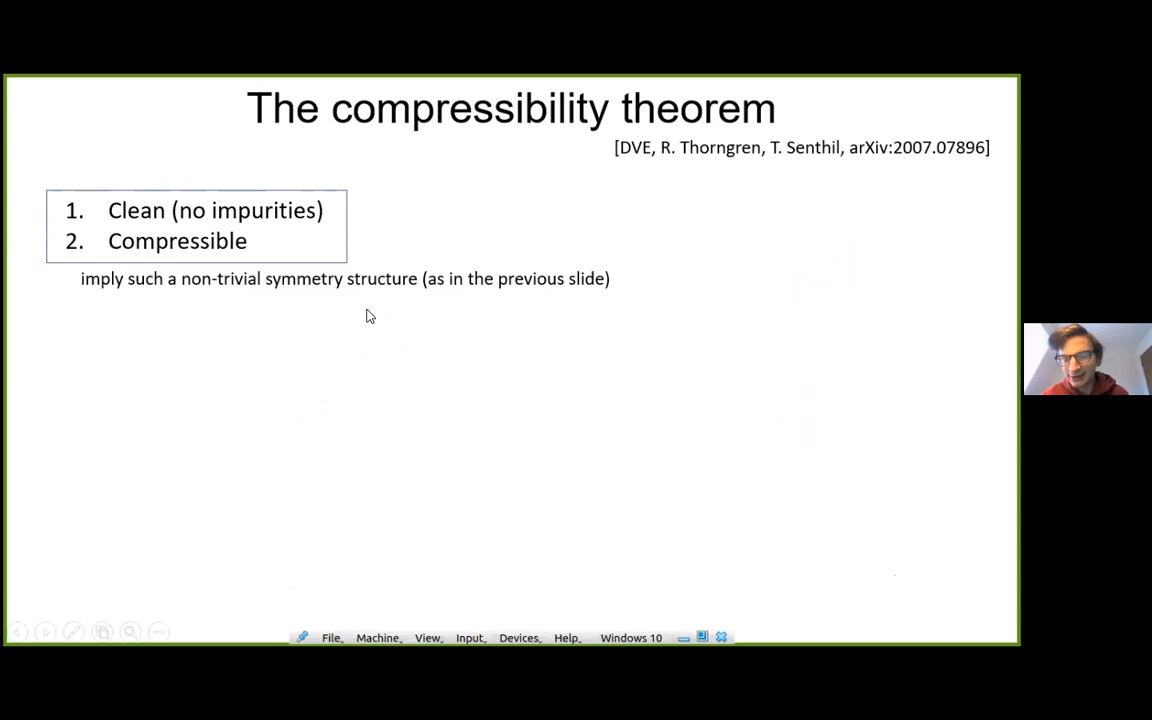 The compressibility theorem
[DVE, R. Thorngren, T. Senthil, arXiv:2007.07896]
1. Clean (no impurities)
2. Compressible
imply such a non-trivial symmetry structure (as in the previous slide)
File, Machine, View, Input, Devices, Help, Windows 10